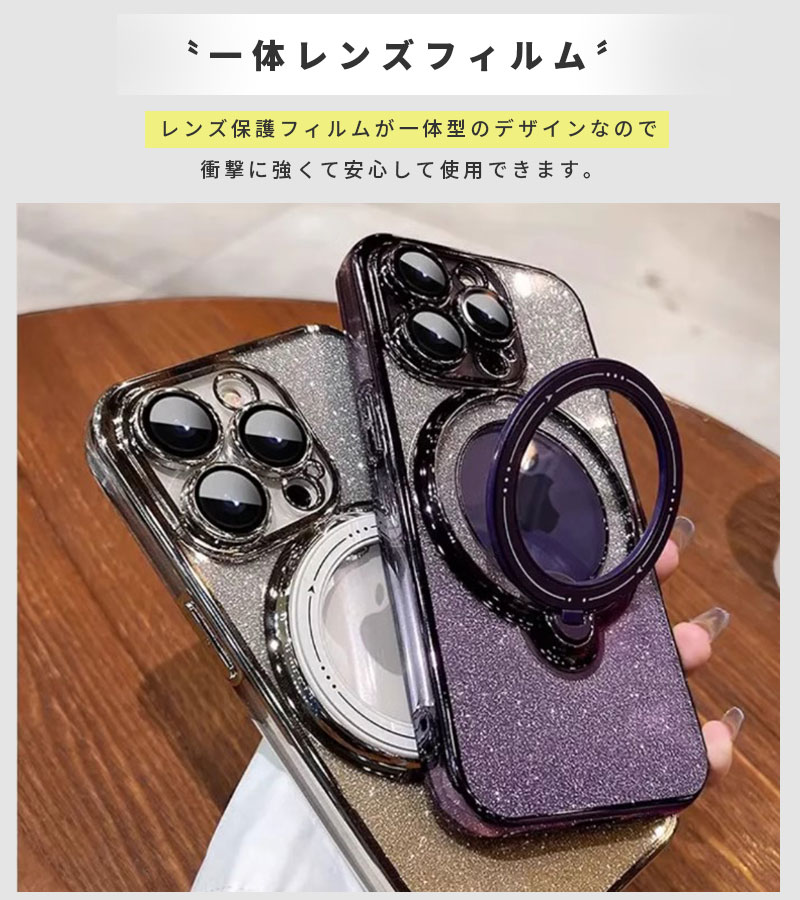 〝一体レンズフィルム〞
レンズ保護フィルムが一体型のデザインなので
衝撃に強くて安心して使用できます。